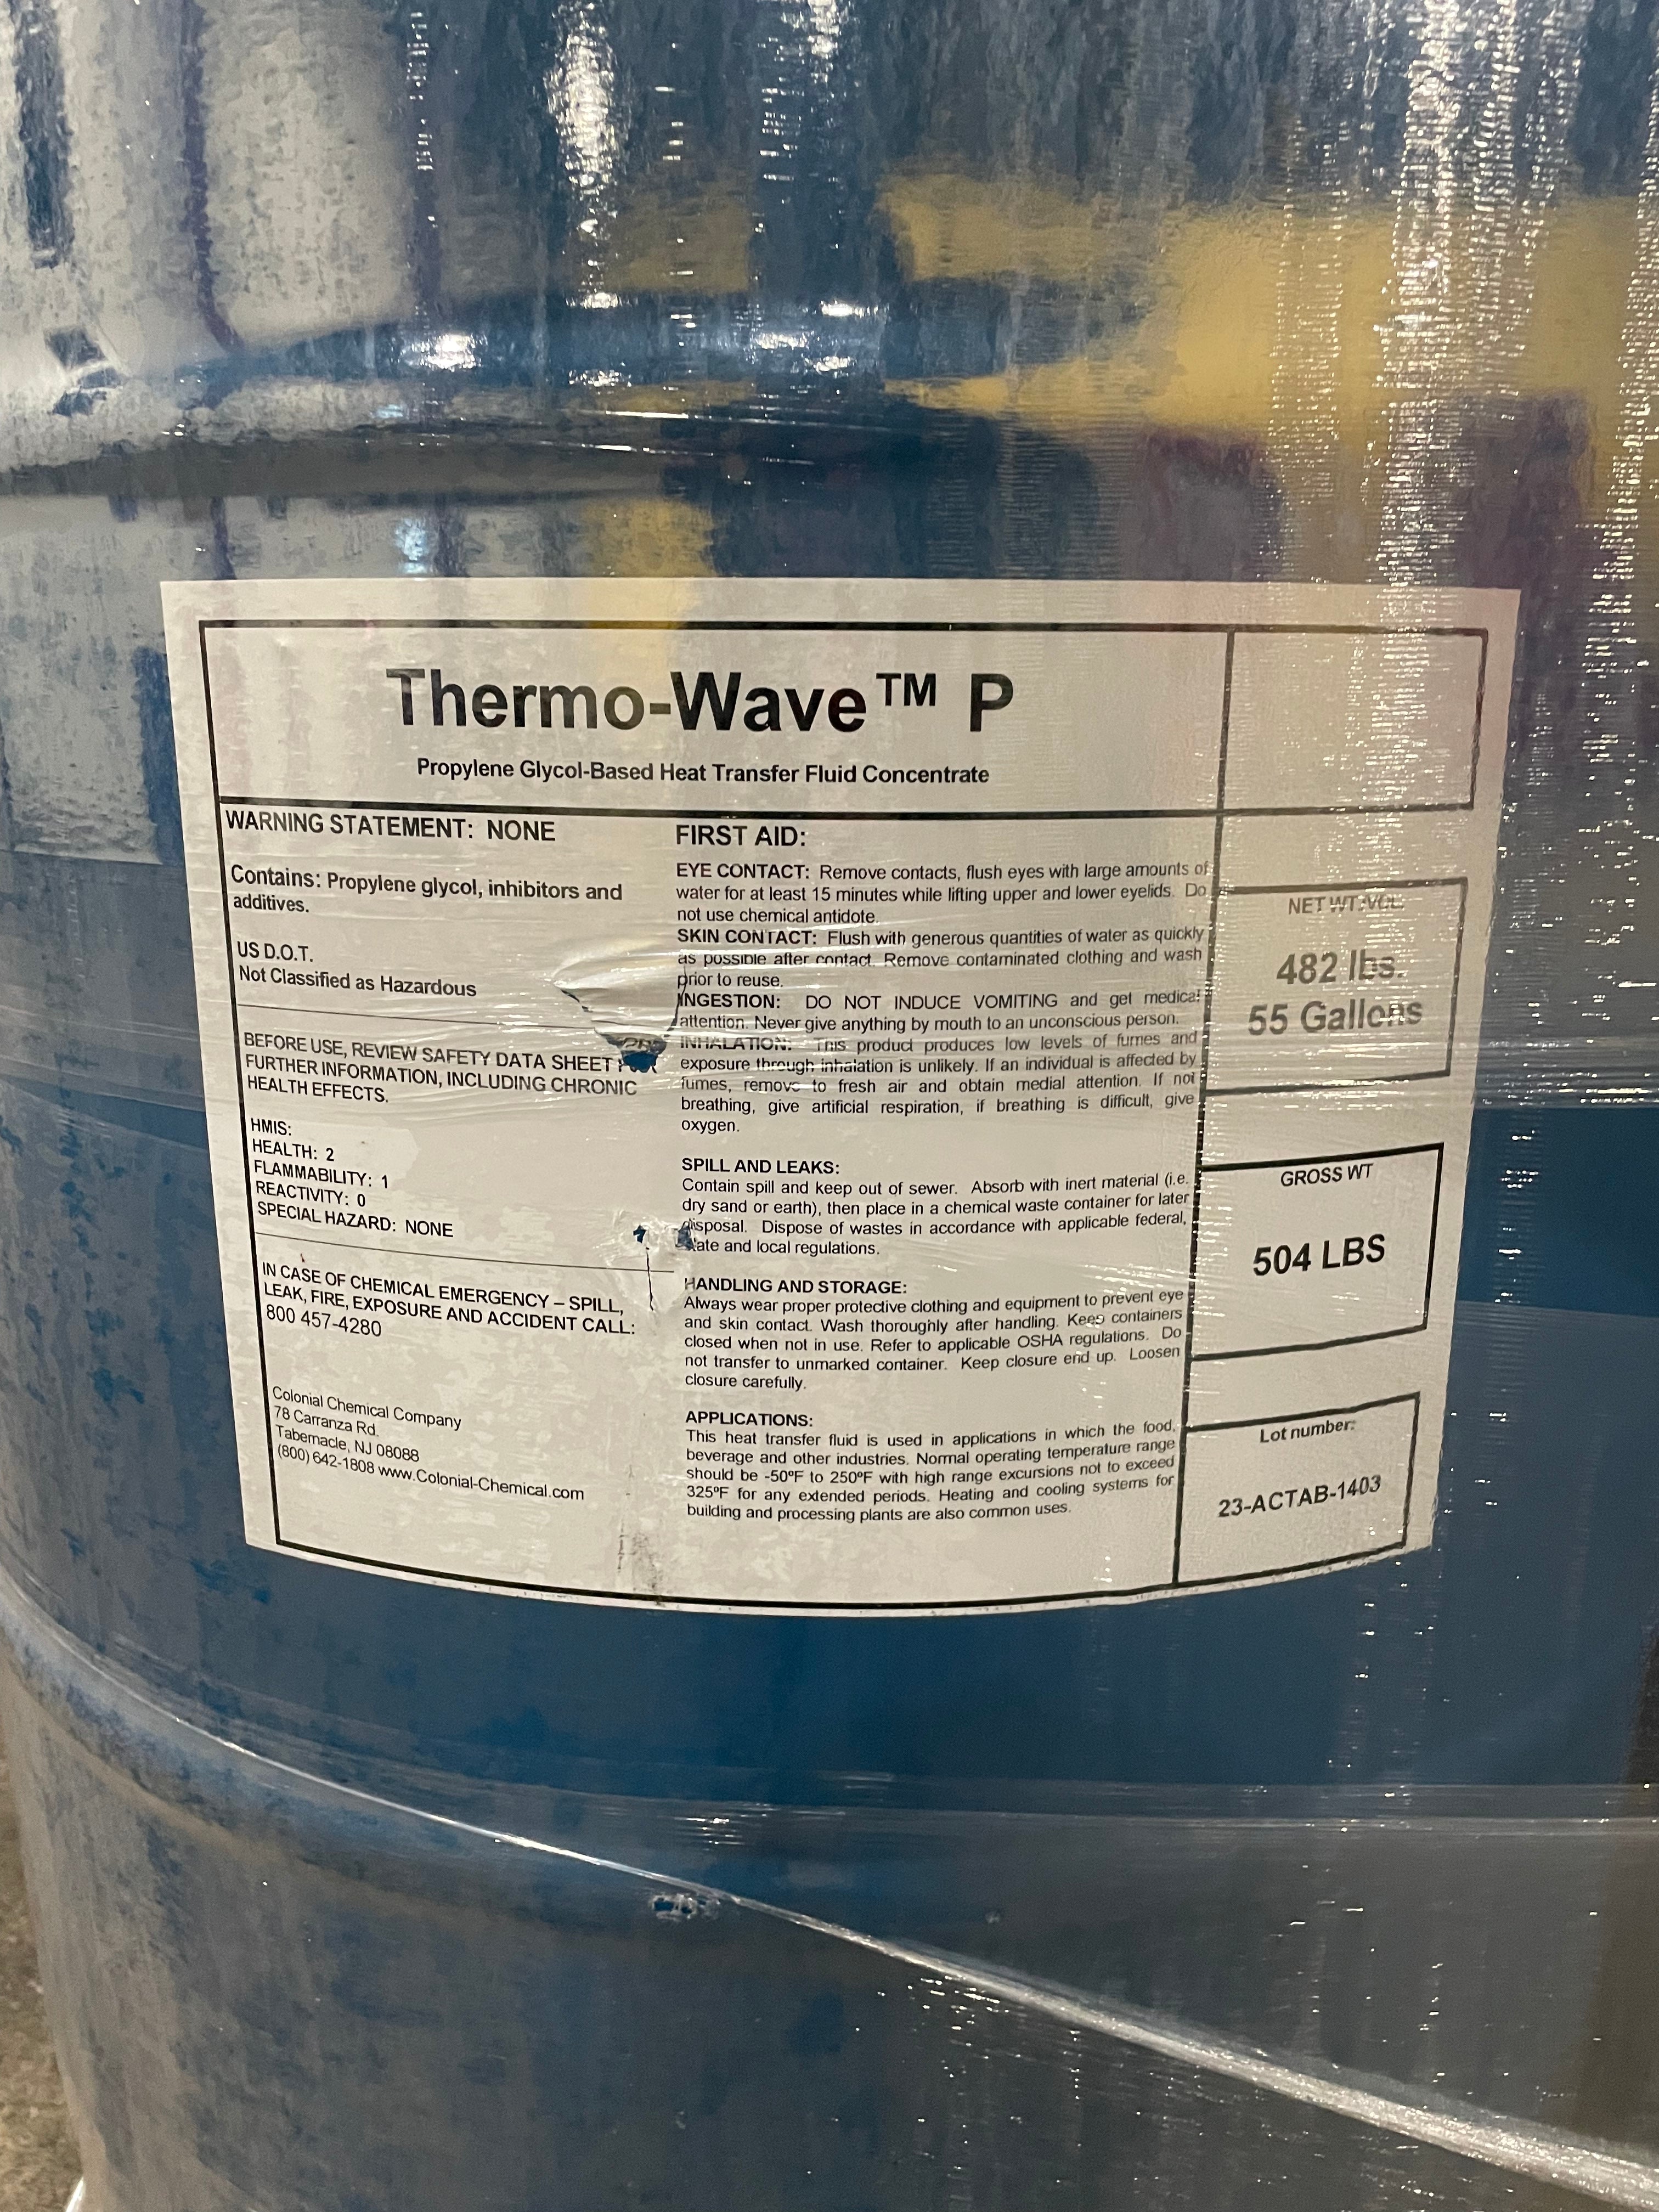 Thermo-Wave™ P
Propylene Glycol-Based Heat Transfer Fluid Concentrate
WARNING STATEMENT: NONE
Contains: Propylene glycol, inhibitors and
additives.
US D.O.T.
Not Classified as Hazardous
BEFORE USE, REVIEW SAFETY DATA SHEET
FURTHER INFORMATION, INCLUDING CHRONIC
HEALTH EFFECTS.
HMIS:
HEALTH: 2
FLAMMABILITY: 1
REACTIVITY: 0
SPECIAL HAZARD: NONE
IN CASE OF CHEMICAL EMERGENCY – SPILL,
LEAK, FIRE, EXPOSURE AND ACCIDENT CALL:
800 457-4280
Colonial Chemical Company
78 Carranza Rd.
Tabernacle, NJ 08088
(800) 642-1808 www.Colonial-Chemical.com
FIRST AID:
EYE CONTACT: Remove contacts, flush eyes with large amounts of
water for at least 15 minutes while lifting upper and lower eyelids. Do
not use chemical antidote.
SKIN CONTACT: Flush with generous quantities of water as quickly
as possible after contact. Remove contaminated clothing and wash
prior to reuse.
INGESTION: DO NOT INDUCE VOMITING and get medical
attention. Never give anything by mouth to an unconscious person.
INHALATION: This product produces low levels of fumes and
exposure through inhalation is unlikely. If an individual is affected by
fumes, remove to fresh air and obtain medial attention. If not
breathing, give artificial respiration, if breathing is difficult, give
oxygen.
SPILL AND LEAKS:
Contain spill and keep out of sewer. Absorb with inert material (i.e.
dry sand or earth), then place in a chemical waste container for later
disposal. Dispose of wastes in accordance with applicable federal,
state and local regulations.
HANDLING AND STORAGE:
Always wear proper protective clothing and equipment to prevent eye
and skin contact. Wash thoroughly after handling. Keep containers
closed when not in use. Refer to applicable OSHA regulations. Do
not transfer to unmarked container. Keep closure end up. Loosen
closure carefully.
APPLICATIONS:
This heat transfer fluid is used in applications in which the food,
beverage and other industries. Normal operating temperature range
should be -50ºF to 250ºF with high range excursions not to exceed
325ºF for any extended periods. Heating and cooling systems for
building and processing plants are also common uses.
NET WT/VOL
482 lbs.
55 Gallons
GROSS WT
504 LBS
Lot number:
23-ACTAB-1403